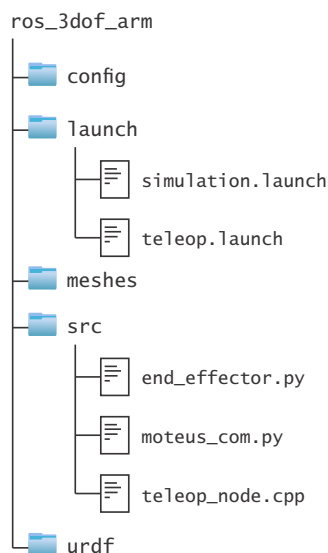 ros_3dof_arm
config
launch
simulation.launch
teleop.launch
meshes
src
end_effector.py
moteus_com.py
teleop_node.cpp
urdf